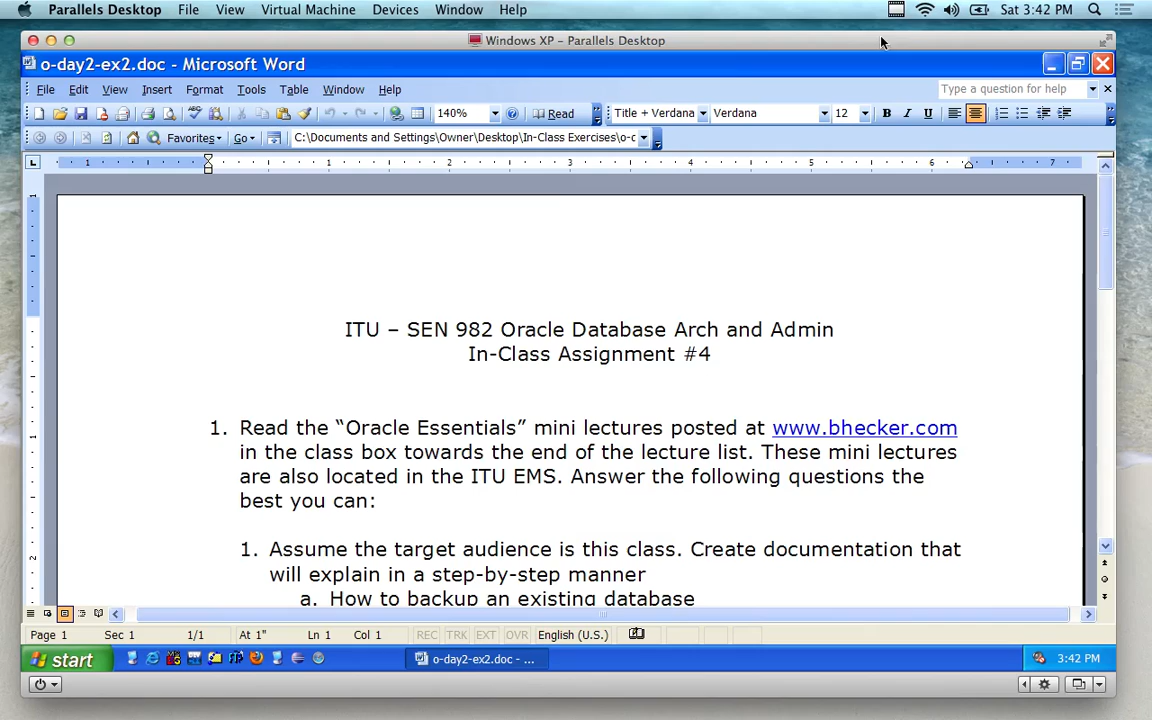 Parallels Desktop File View Virtual Machine Devices Window Help Sat 3:42 PM
Windows XP - Parallels Desktop
o-day2-ex2.doc - Microsoft Word
File Edit View Insert Format Tools Table Window Help Type a question for help
140% Read Title + Verdana Verdana 12 B I U
Favorites Go C:\Documents and Settings\Owner\Desktop\In-Class Exercises\o-c
L 1 1 2 3 4 5 6 7
ITU – SEN 982 Oracle Database Arch and Admin
In-Class Assignment #4
1. Read the “Oracle Essentials” mini lectures posted at www.bhecker.com
in the class box towards the end of the lecture list. These mini lectures
are also located in the ITU EMS. Answer the following questions the
best you can:
1. Assume the target audience is this class. Create documentation that
will explain in a step-by-step manner
a. How to backup an existing database
Page 1 Sec 1 1/1 At 1" Ln 1 Col 1 REC TRK EXT OVR English (U.S.)
start o-day2-ex2.doc - ... 3:42 PM